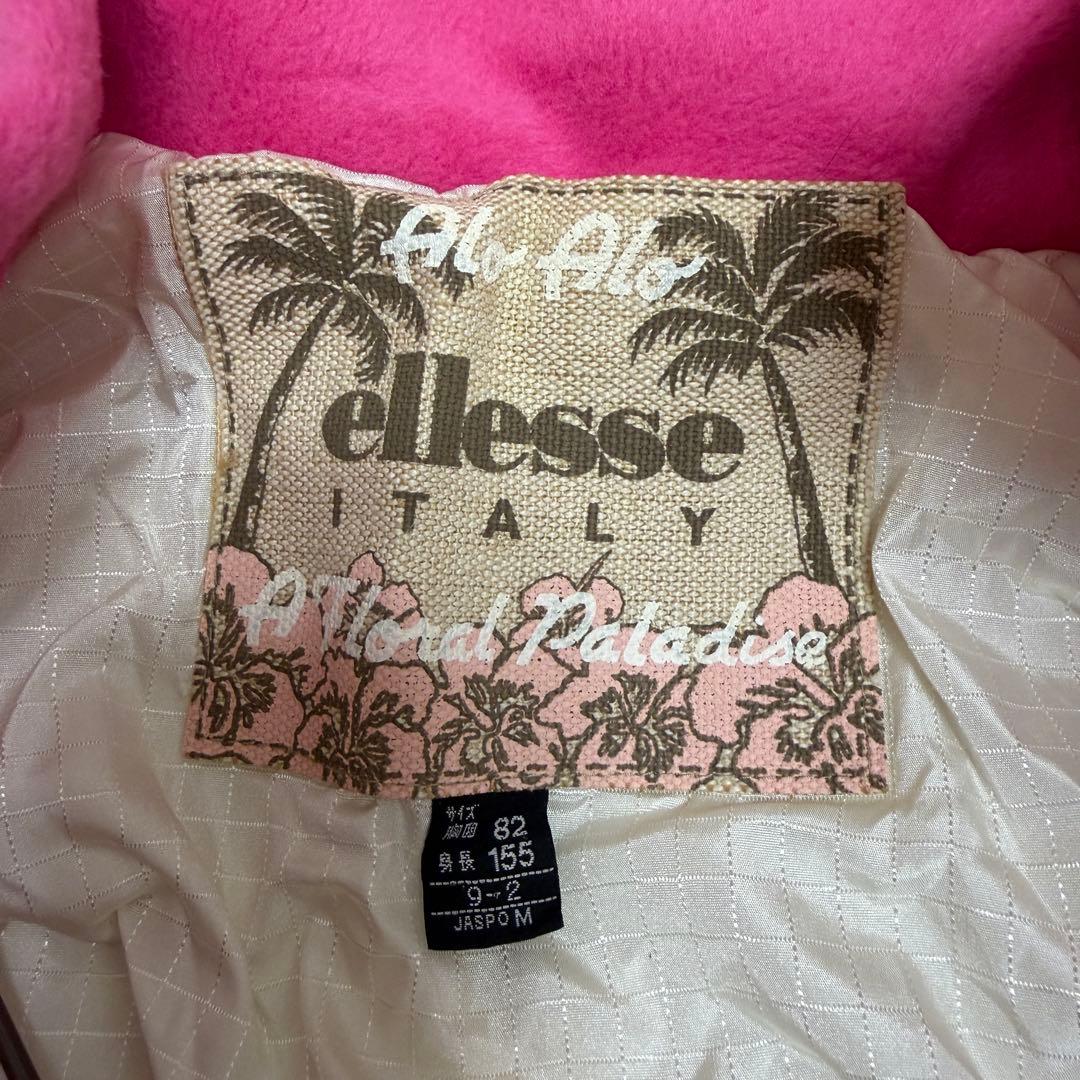 Alo Alo
ellesse
ITALY
A Floral Paladise
サイズ
胸囲 82
身長 155
9-2
JASPO M